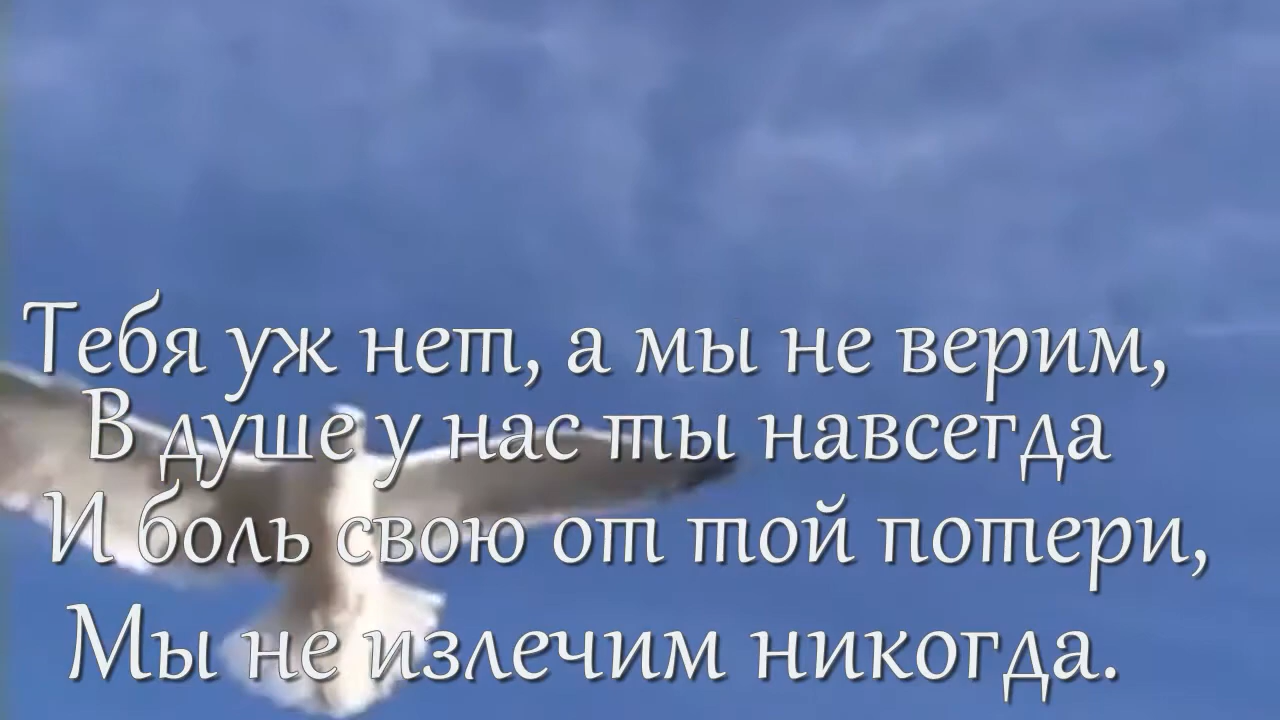 Тебя уж нет, а мы не верим,
В душе у нас ты навсегда
И боль свою от той потери,
Мы не излечим никогда.